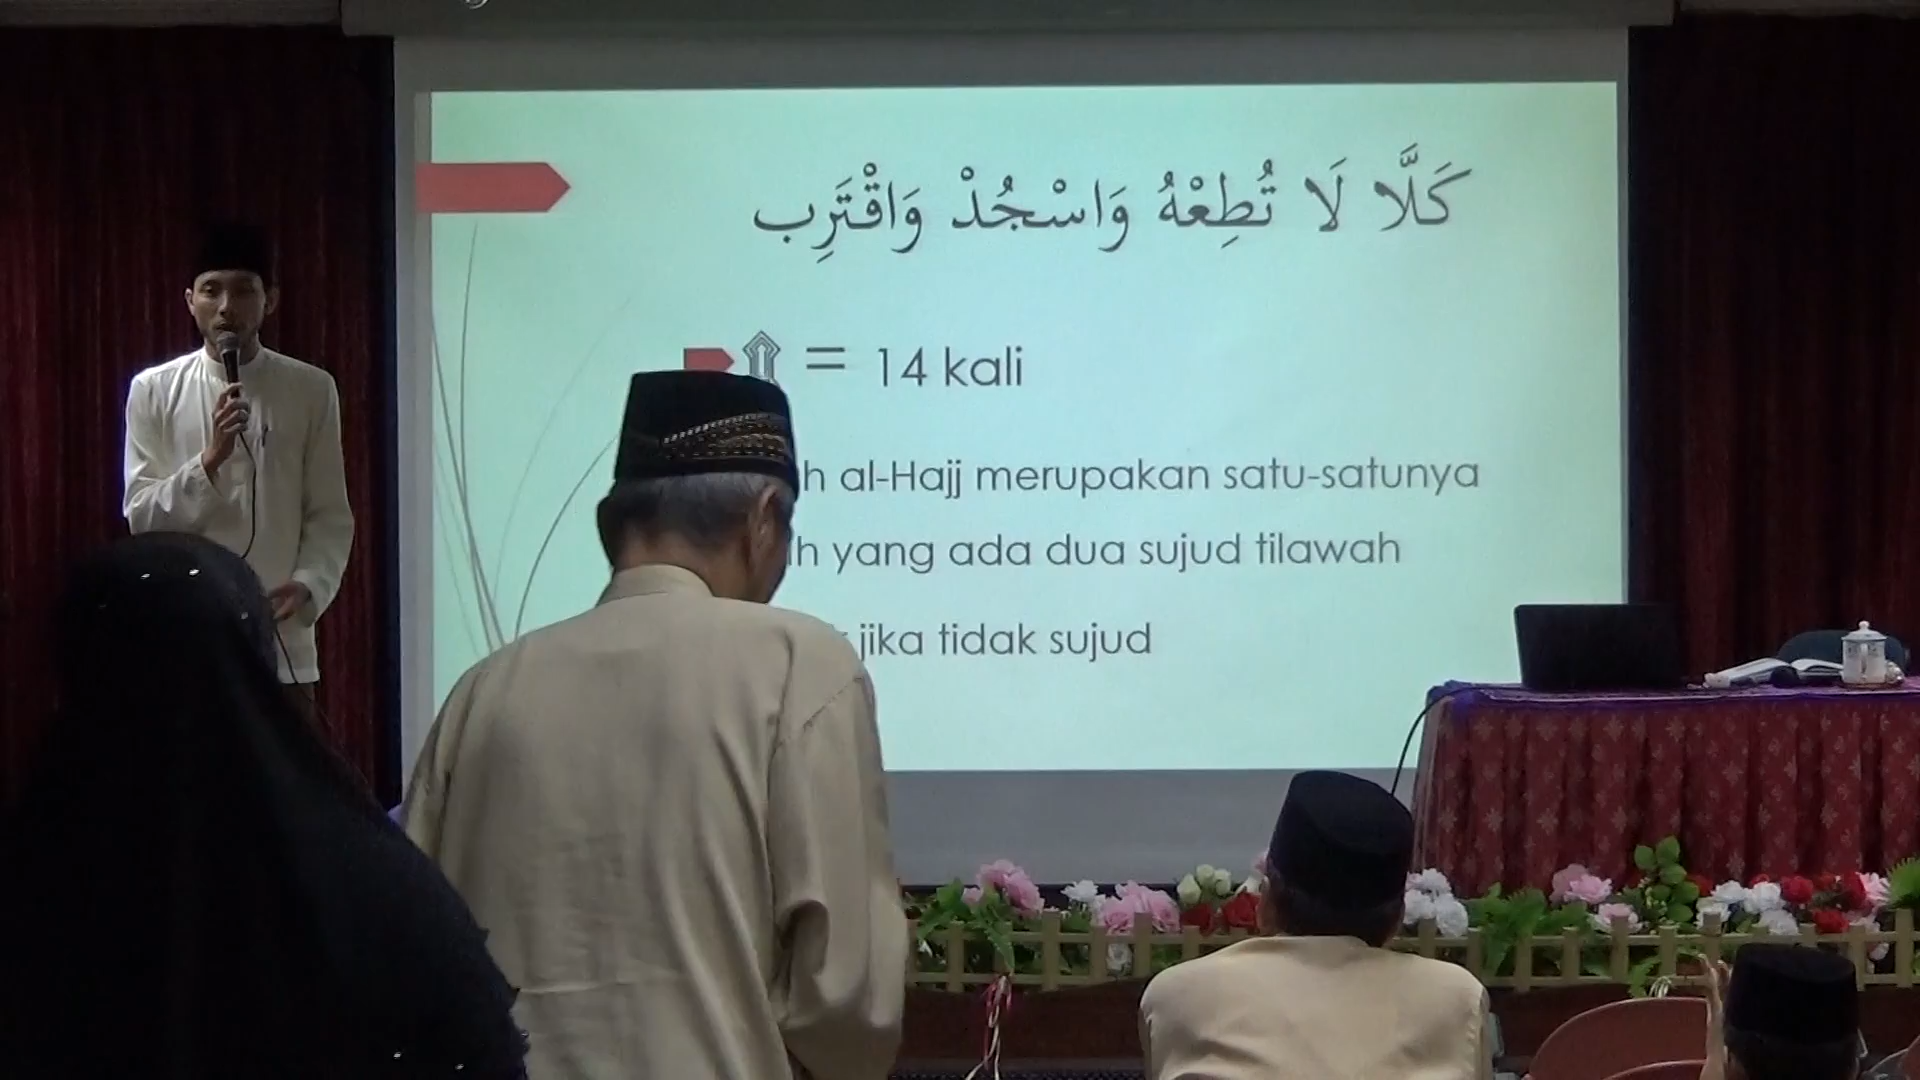 كَلَّا لَا تُطِعْهُ وَاسْجُدْ وَاقْتَرِب
۩ = 14 kali
al-Hajj merupakan satu-satunya
yang ada dua sujud tilawah
jika tidak sujud